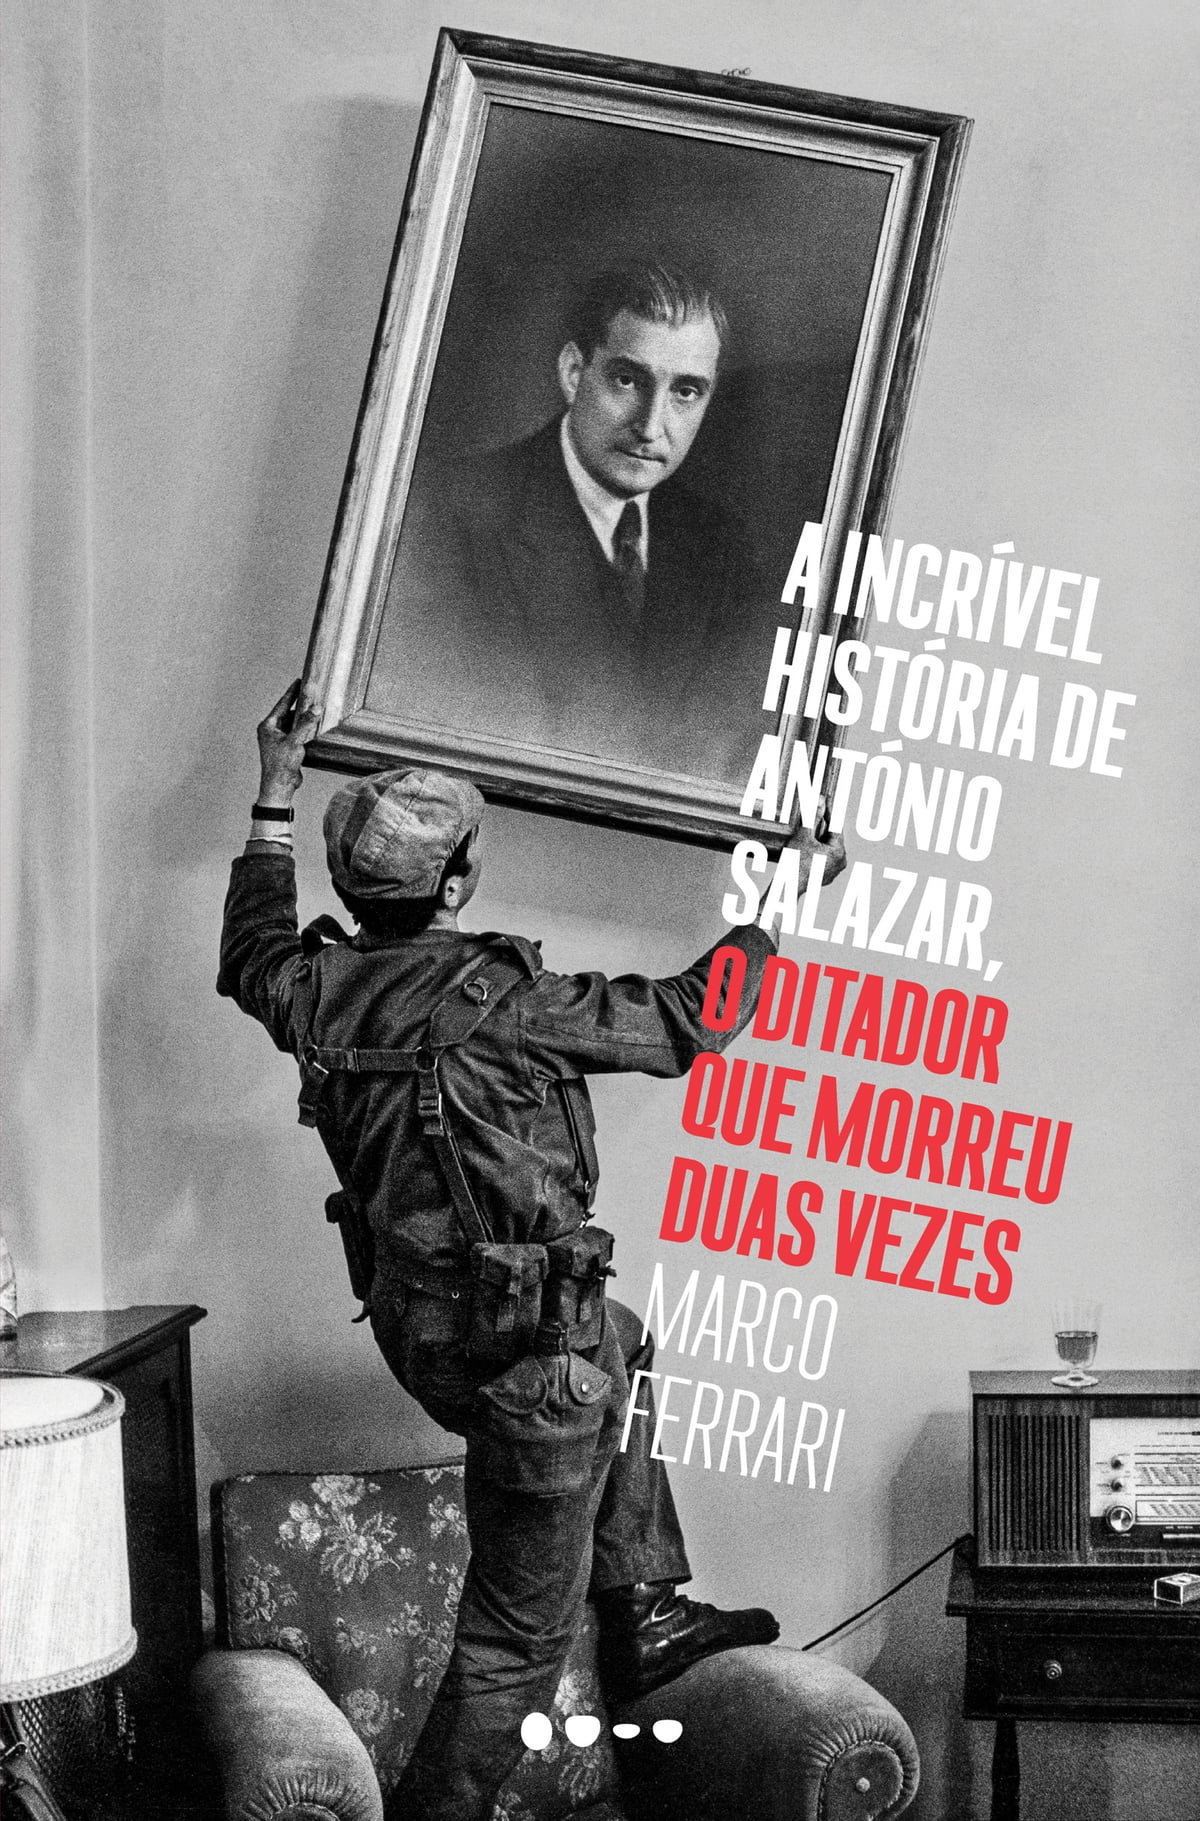 A INCRÍVEL
HISTÓRIA DE
ANTÓNIO
SALAZAR,
O DITADOR
QUE MORREU
DUAS VEZES
MARCO
FERRARI